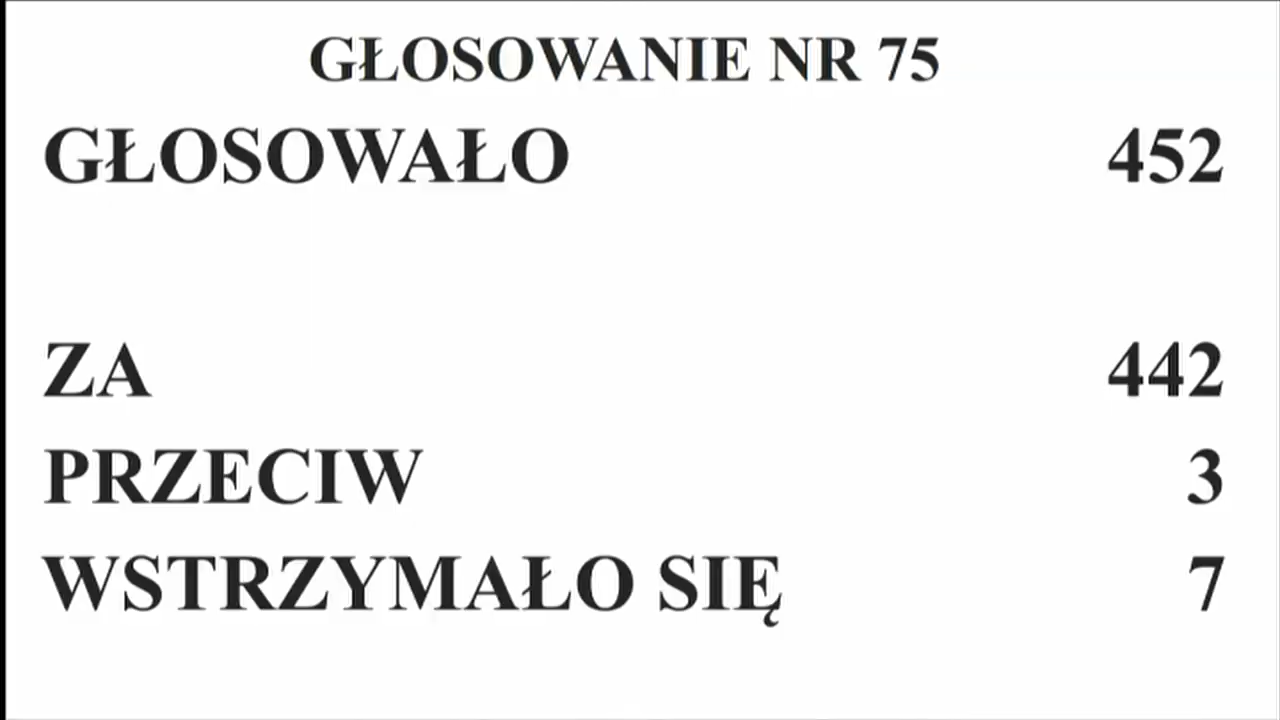 GŁOSOWANIE NR 75
GŁOSOWAŁO 452
ZA 442
PRZECIW 3
WSTRZYMAŁO SIĘ 7